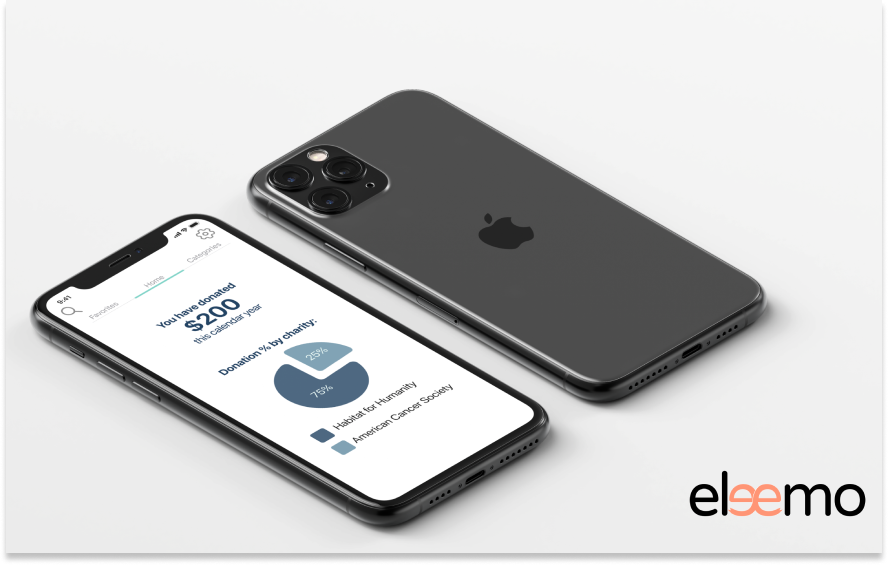 9:41
Favorites
Home
Categories
You have donated
$200
this calendar year
Donation % by charity:
25%
75%
Habitat for Humanity
American Cancer Society
eleemo